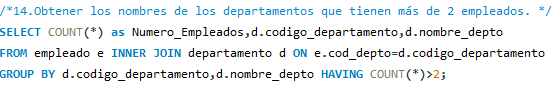 /*14.Obtener los nombres de los departamentos que tienen más de 2 empleados. */
SELECT COUNT(*) as Numero_Empleados,d.codigo_departamento,d.nombre_depto
FROM empleado e INNER JOIN departamento d ON e.cod_depto=d.codigo_departamento
GROUP BY d.codigo_departamento,d.nombre_depto HAVING COUNT(*)>2;